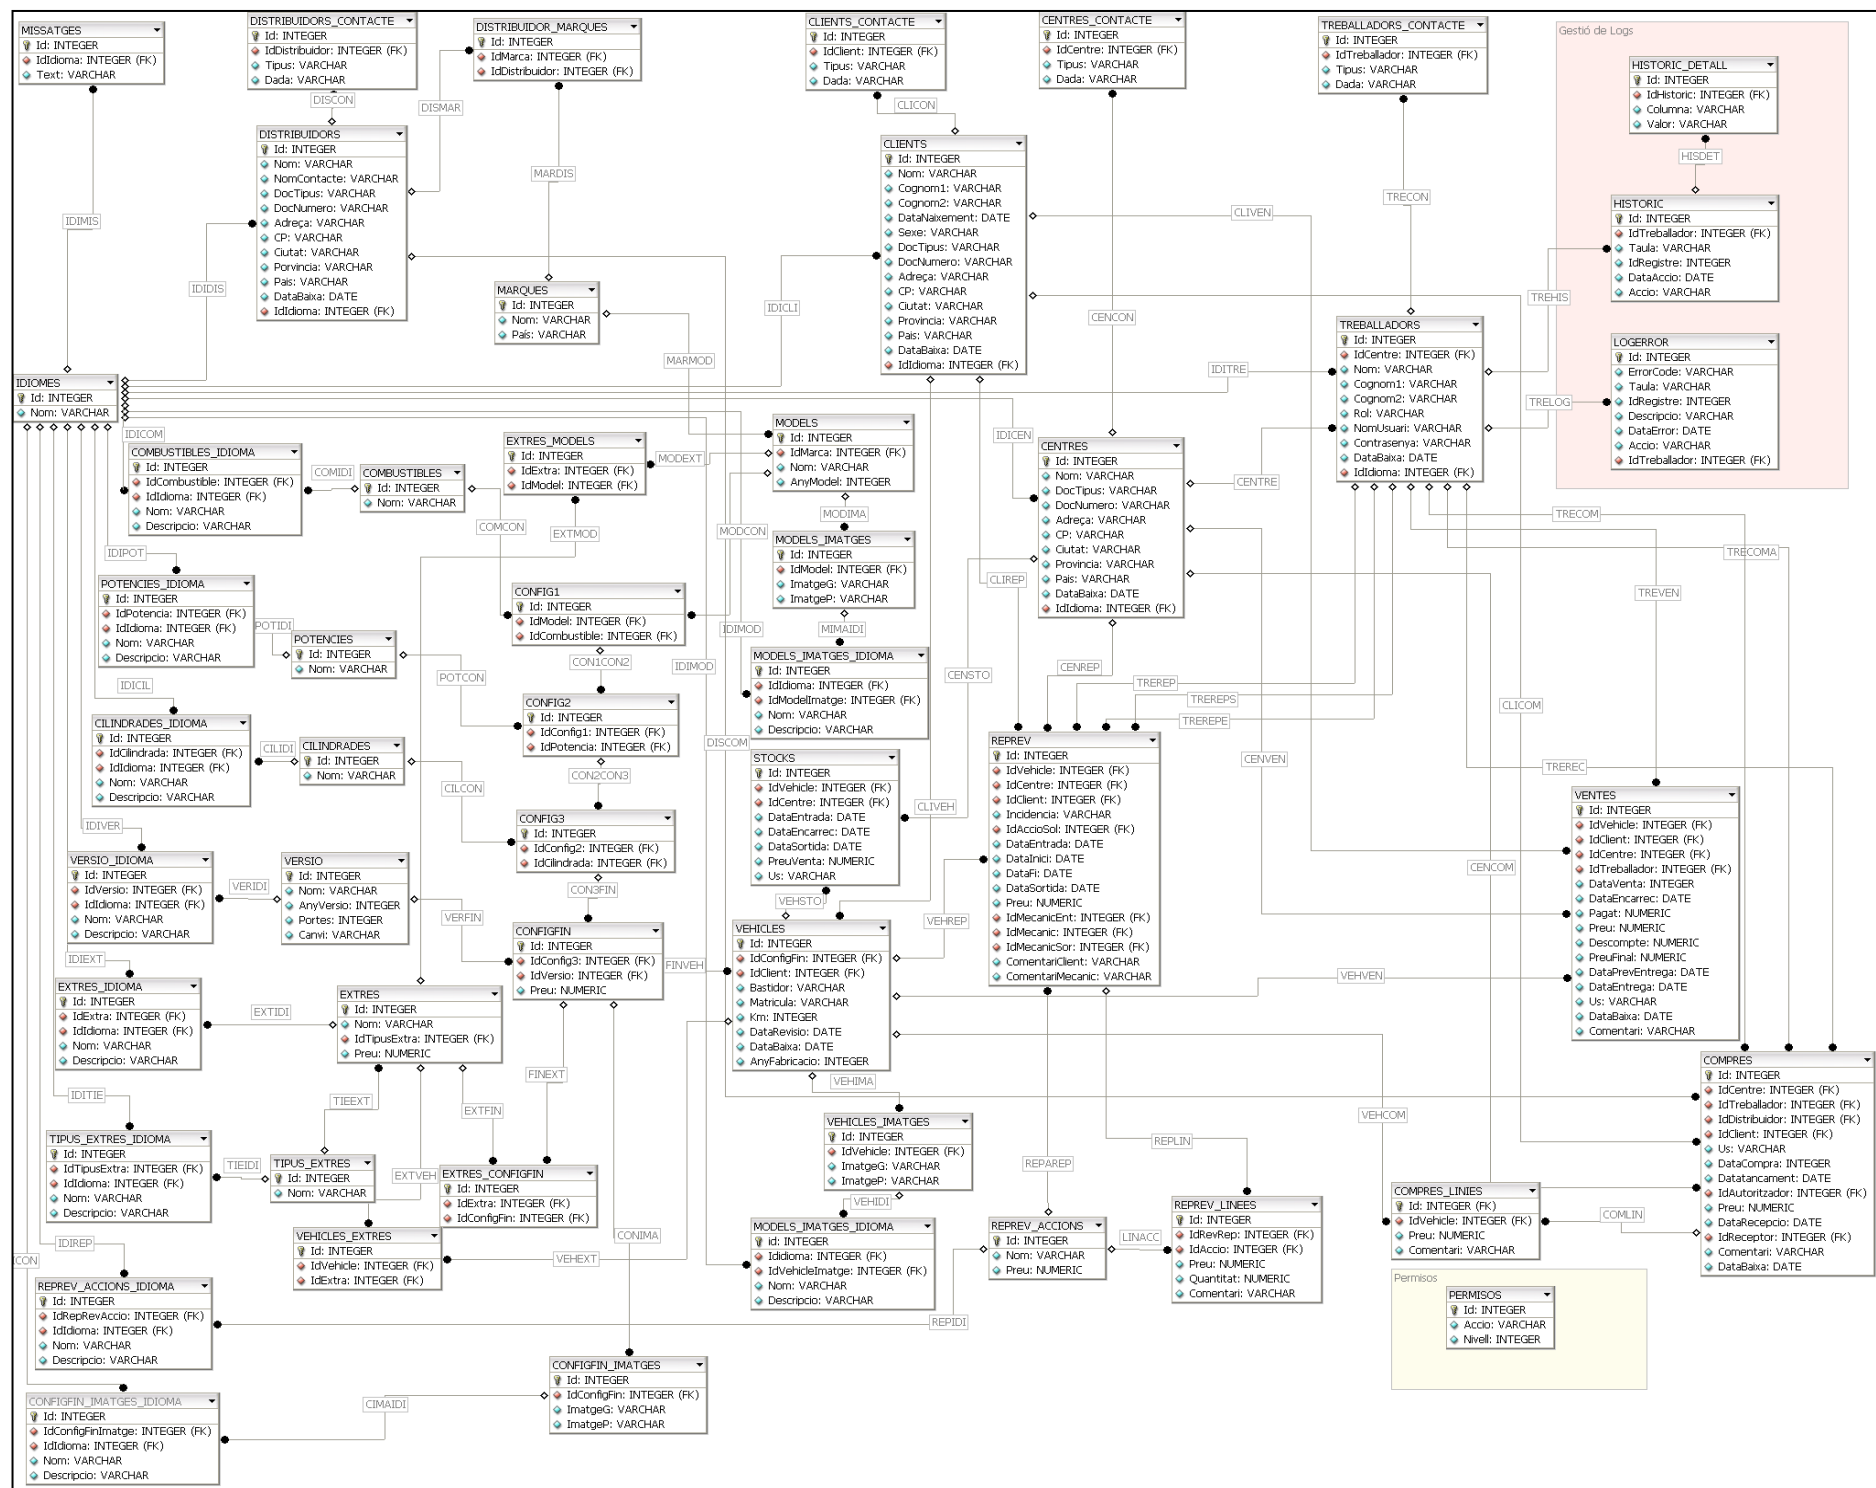 MISSATGES
Id: INTEGER
IdIdioma: INTEGER (FK)
Text: VARCHAR
DISTRIBUIDORS_CONTACTE
Id: INTEGER
IdDistribuidor: INTEGER (FK)
Tipus: VARCHAR
Dada: VARCHAR
DISTRIBUIDOR_MARQUES
Id: INTEGER
IdMarca: INTEGER (FK)
IdDistribuidor: INTEGER (FK)
CLIENTS_CONTACTE
Id: INTEGER
IdClient: INTEGER (FK)
Tipus: VARCHAR
Dada: VARCHAR
CENTRES_CONTACTE
Id: INTEGER
IdCentre: INTEGER (FK)
Tipus: VARCHAR
Dada: VARCHAR
TREBALLADORS_CONTACTE
Id: INTEGER
IdTreballador: INTEGER (FK)
Tipus: VARCHAR
Dada: VARCHAR
Gestió de Logs
HISTORIC_DETALL
Id: INTEGER
IdHistoric: INTEGER (FK)
Columna: VARCHAR
Valor: VARCHAR
DISCON
DISMAR
CLICON
HISDET
DISTRIBUIDORS
Id: INTEGER
Nom: VARCHAR
NomContacte: VARCHAR
DocTipus: VARCHAR
DocNumero: VARCHAR
Adreça: VARCHAR
CP: VARCHAR
Ciutat: VARCHAR
Porvincia: VARCHAR
Pais: VARCHAR
DataBaixa: DATE
IdIdioma: INTEGER (FK)
MARDIS
CLIENTS
Id: INTEGER
Nom: VARCHAR
Cognom1: VARCHAR
Cognom2: VARCHAR
DataNaixement: DATE
Sexe: VARCHAR
DocTipus: VARCHAR
DocNumero: VARCHAR
Adreça: VARCHAR
CP: VARCHAR
Ciutat: VARCHAR
Provincia: VARCHAR
Pais: VARCHAR
DataBaixa: DATE
IdIdioma: INTEGER (FK)
IDIMIS
IDIDIS
IDICLI
CLIVEN
TRECON
CENCON
TREHIS
HISTORIC
Id: INTEGER
IdTreballador: INTEGER (FK)
Taula: VARCHAR
IdRegistre: INTEGER
DataAccio: DATE
Accio: VARCHAR
MARQUES
Id: INTEGER
Nom: VARCHAR
País: VARCHAR
MARMOD
TREBALLADORS
Id: INTEGER
IdCentre: INTEGER (FK)
Nom: VARCHAR
Cognom1: VARCHAR
Cognom2: VARCHAR
Rol: VARCHAR
NomUsuari: VARCHAR
Contrasenya: VARCHAR
DataBaixa: DATE
IdIdioma: INTEGER (FK)
LOGERROR
Id: INTEGER
ErrorCode: VARCHAR
Taula: VARCHAR
IdRegistre: INTEGER
Descripcio: VARCHAR
DataError: DATE
Accio: VARCHAR
IdTreballador: INTEGER (FK)
IDITRE
TRELOG
IDIOMES
Id: INTEGER
Nom: VARCHAR
IDICOM
COMBUSTIBLES_IDIOMA
Id: INTEGER
IdCombustible: INTEGER (FK)
IdIdioma: INTEGER (FK)
Nom: VARCHAR
Descripcio: VARCHAR
COMIDI
COMBUSTIBLES
Id: INTEGER
Nom: VARCHAR
EXTRES_MODELS
Id: INTEGER
IdExtra: INTEGER (FK)
IdModel: INTEGER (FK)
MODEXT
MODELS
Id: INTEGER
IdMarca: INTEGER (FK)
Nom: VARCHAR
AnyModel: INTEGER
IDICEN
CENTRES
Id: INTEGER
Nom: VARCHAR
DocTipus: VARCHAR
DocNumero: VARCHAR
Adreça: VARCHAR
CP: VARCHAR
Ciutat: VARCHAR
Provincia: VARCHAR
Pais: VARCHAR
DataBaixa: DATE
IdIdioma: INTEGER (FK)
CENTRE
COMCON
EXTMOD
MODCON
MODIMA
TRECOM
TRECOMA
IDIPOT
MODELS_IMATGES
Id: INTEGER
IdModel: INTEGER (FK)
ImatgeG: VARCHAR
ImatgeP: VARCHAR
POTENCIES_IDIOMA
Id: INTEGER
IdPotencia: INTEGER (FK)
IdIdioma: INTEGER (FK)
Nom: VARCHAR
Descripcio: VARCHAR
POTIDI
POTENCIES
Id: INTEGER
Nom: VARCHAR
CONFIG1
Id: INTEGER
IdModel: INTEGER (FK)
IdCombustible: INTEGER (FK)
CLIREP
TREVEN
IDIMOD
MIMAIDI
IDIMOD
CON1CON2
POTCON
MODELS_IMATGES_IDIOMA
Id: INTEGER
IdIdioma: INTEGER (FK)
IdModelImatge: INTEGER (FK)
Nom: VARCHAR
Descripcio: VARCHAR
CENSTO
CENREP
TREREP
TREREPS
TREREPE
CLICOM
IDICIL
CILINDRADES_IDIOMA
Id: INTEGER
IdCilindrada: INTEGER (FK)
IdIdioma: INTEGER (FK)
Nom: VARCHAR
Descripcio: VARCHAR
CILIDI
CILINDRADES
Id: INTEGER
Nom: VARCHAR
CONFIG2
Id: INTEGER
IdConfig1: INTEGER (FK)
IdPotencia: INTEGER (FK)
DISCOM
CON2CON3
CILCON
STOCKS
Id: INTEGER
IdVehicle: INTEGER (FK)
IdCentre: INTEGER (FK)
DataEntrada: DATE
DataEncarrec: DATE
DataSortida: DATE
PreuVenta: NUMERIC
Us: VARCHAR
CLIVEH
REPREV
Id: INTEGER
IdVehicle: INTEGER (FK)
IdCentre: INTEGER (FK)
IdClient: INTEGER (FK)
Incidencia: VARCHAR
IdAccioSol: INTEGER (FK)
DataEntrada: DATE
DataInici: DATE
DataFi: DATE
DataSortida: DATE
Preu: NUMERIC
IdMecanicEnt: INTEGER (FK)
IdMecanic: INTEGER (FK)
IdMecanicSor: INTEGER (FK)
ComentariClient: VARCHAR
ComentariMecanic: VARCHAR
CENVEN
TREREC
VENTES
Id: INTEGER
IdVehicle: INTEGER (FK)
IdClient: INTEGER (FK)
IdCentre: INTEGER (FK)
IdTreballador: INTEGER (FK)
DataVenta: INTEGER
DataEncarrec: DATE
Pagat: NUMERIC
Preu: NUMERIC
Descompte: NUMERIC
PreuFinal: NUMERIC
DataPrevEntrega: DATE
DataEntrega: DATE
Us: VARCHAR
DataBaixa: DATE
Comentari: VARCHAR
IDIVER
CONFIG3
Id: INTEGER
IdConfig2: INTEGER (FK)
IdCilindrada: INTEGER (FK)
VERSIO_IDIOMA
Id: INTEGER
IdVersio: INTEGER (FK)
IdIdioma: INTEGER (FK)
Nom: VARCHAR
Descripcio: VARCHAR
VERIDI
VERSIO
Id: INTEGER
Nom: VARCHAR
AnyVersio: INTEGER
Portes: INTEGER
Canvi: VARCHAR
CON3FIN
VERFIN
VEHSTO
VEHREP
CENCOM
CONFIGFIN
Id: INTEGER
IdConfig3: INTEGER (FK)
IdVersio: INTEGER (FK)
Preu: NUMERIC
FINVEH
VEHICLES
Id: INTEGER
IdConfigFin: INTEGER (FK)
IdClient: INTEGER (FK)
Bastidor: VARCHAR
Matricula: VARCHAR
Km: INTEGER
DataRevisio: DATE
DataBaixa: DATE
AnyFabricacio: INTEGER
VEHVEN
IDIEXT
EXTRES_IDIOMA
Id: INTEGER
IdExtra: INTEGER (FK)
IdIdioma: INTEGER (FK)
Nom: VARCHAR
Descripcio: VARCHAR
EXTIDI
EXTRES
Id: INTEGER
Nom: VARCHAR
IdTipusExtra: INTEGER (FK)
Preu: NUMERIC
FINEXT
VEHIMA
IDITIE
TIEEXT
EXTFIN
VEHCOM
COMPRES
Id: INTEGER
IdCentre: INTEGER (FK)
IdTreballador: INTEGER (FK)
IdDistribuidor: INTEGER (FK)
IdClient: INTEGER (FK)
Us: VARCHAR
DataCompra: INTEGER
Datatancament: DATE
IdAutoritzador: INTEGER (FK)
Preu: NUMERIC
DataRecepcio: DATE
IdReceptor: INTEGER (FK)
Comentari: VARCHAR
DataBaixa: DATE
TIPUS_EXTRES_IDIOMA
Id: INTEGER
IdTipusExtra: INTEGER (FK)
IdIdioma: INTEGER (FK)
Nom: VARCHAR
Descripcio: VARCHAR
TIEIDI
TIPUS_EXTRES
Id: INTEGER
Nom: VARCHAR
EXTVEH
EXTRES_CONFIGFIN
Id: INTEGER
IdExtra: INTEGER (FK)
IdConfigFin: INTEGER (FK)
VEHICLES_IMATGES
Id: INTEGER
IdVehicle: INTEGER (FK)
ImatgeG: VARCHAR
ImatgeP: VARCHAR
REPLIN
REPAREP
VEHIDI
COMPRES_LINIES
Id: INTEGER (FK)
IdVehicle: INTEGER (FK)
Preu: NUMERIC
Comentari: VARCHAR
COMLIN
VEHICLES_EXTRES
Id: INTEGER
IdVehicle: INTEGER (FK)
IdExtra: INTEGER (FK)
CONIMA
VEHEXT
MODELS_IMATGES_IDIOMA
id: INTEGER
Ididioma: INTEGER (FK)
IdVehicleImatge: INTEGER (FK)
Nom: VARCHAR
Descripcio: VARCHAR
REPREV_ACCIONS
Id: INTEGER
Nom: VARCHAR
Preu: NUMERIC
LINACC
REPREV_LINEES
Id: INTEGER
IdRevRep: INTEGER (FK)
IdAccio: INTEGER (FK)
Preu: NUMERIC
Quantitat: NUMERIC
Comentari: VARCHAR
IDIREP
ICON
REPREV_ACCIONS_IDIOMA
Id: INTEGER
IdRepRevAccio: INTEGER (FK)
IdIdioma: INTEGER (FK)
Nom: VARCHAR
Descripcio: VARCHAR
REPIDI
Permisos
PERMISOS
Id: INTEGER
Accio: VARCHAR
Nivell: INTEGER
CONFIGFIN_IMATGES
Id: INTEGER
IdConfigFin: INTEGER (FK)
ImatgeG: VARCHAR
ImatgeP: VARCHAR
CIMAIDI
CONFIGFIN_IMATGES_IDIOMA
Id: INTEGER
IdConfigFinImatge: INTEGER (FK)
IdIdioma: INTEGER (FK)
Nom: VARCHAR
Descripcio: VARCHAR